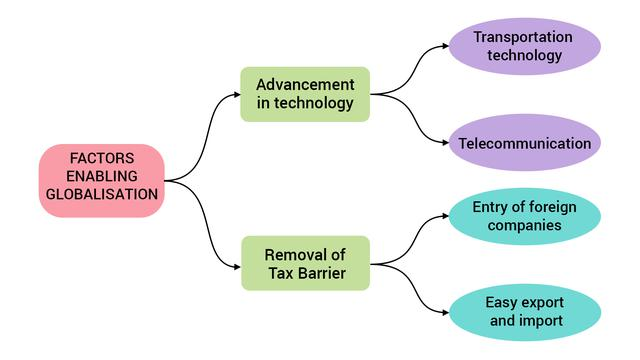 FACTORS
ENABLING
GLOBALISATION
Advancement
in technology
Transportation
technology
Telecommunication
Removal of
Tax Barrier
Entry of foreign
companies
Easy export
and import